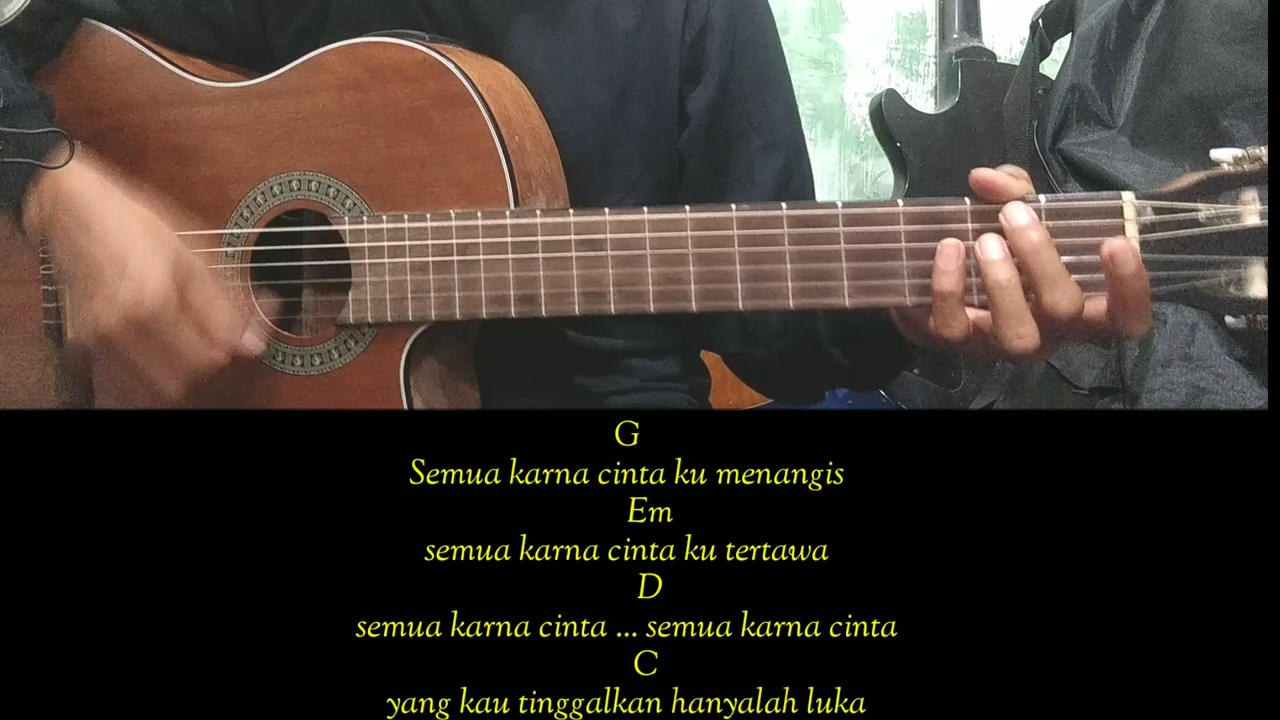 G
Semua karna cinta ku menangis
Em
semua karna cinta ku tertawa
D
semua karna cinta ... semua karna cinta
C
yang kau tinggalkan hanyalah luka